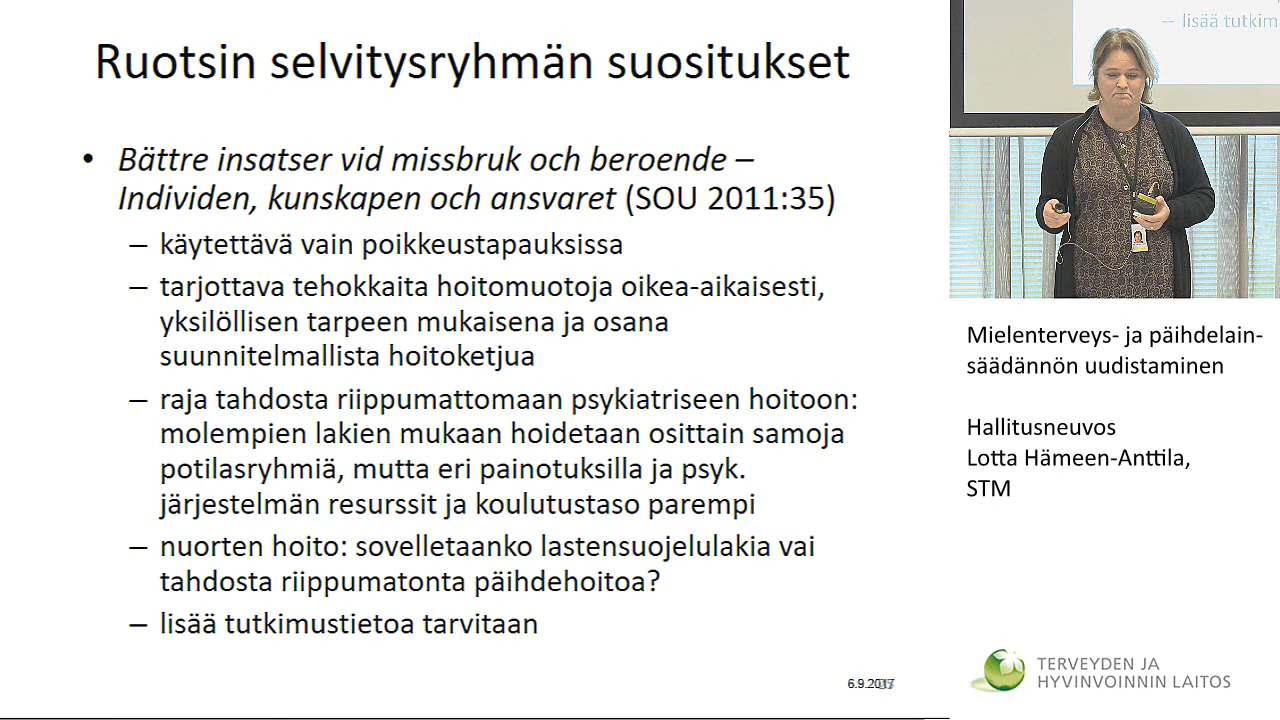 Ruotsin selvitysryhmän suositukset
• Bättre insatser vid missbruk och beroende –
Individen, kunskapen och ansvaret (SOU 2011:35)
– käytettävä vain poikkeustapauksissa
– tarjottava tehokkaita hoitomuotoja oikea-aikaisesti,
yksilöllisen tarpeen mukaisena ja osana
suunnitelmallista hoitoketjua
– raja tahdosta riippumattomaan psykiatriseen hoitoon:
molempien lakien mukaan hoidetaan osittain samoja
potilasryhmiä, mutta eri painotuksilla ja psyk.
järjestelmän resurssit ja koulutustaso parempi
– nuorten hoito: sovelletaanko lastensuojelulakia vai
tahdosta riippumatonta päihdehoitoa?
– lisää tutkimustietoa tarvitaan
6.9.2017
– lisää tutkim
Mielenterveys- ja päihdelain-
säädännön uudistaminen
Hallitusneuvos
Lotta Hämeen-Anttila,
STM
TERVEYDEN JA
HYVINVOINNIN LAITOS